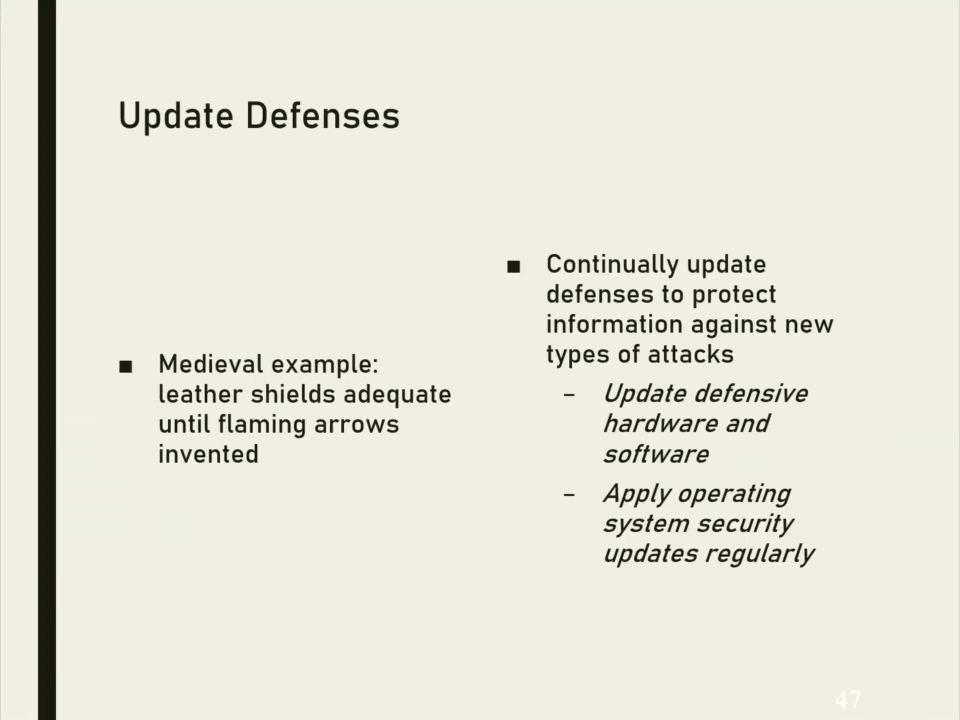 Update Defenses
■ Medieval example:
leather shields adequate
until flaming arrows
invented
■ Continually update
defenses to protect
information against new
types of attacks
– Update defensive
hardware and
software
– Apply operating
system security
updates regularly
47